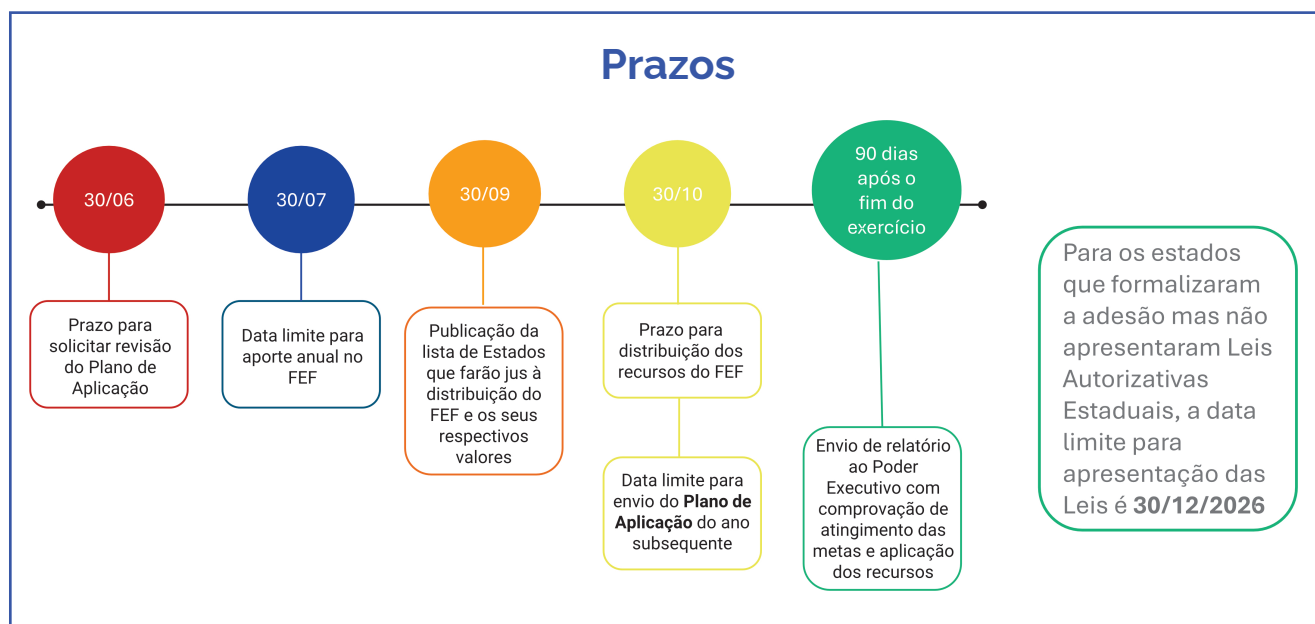 Prazos
30/06
30/07
30/09
30/10
90 dias
após o
fim do
exercício
Prazo para
solicitar revisão
do Plano de
Aplicação
Data limite para
aporte anual no
FEF
Publicação da
lista de Estados
que farão jus à
distribuição do
FEF e os seus
respectivos
valores
Prazo para
distribuição dos
recursos do FEF
Data limite para
envio do Plano de
Aplicação do ano
subsequente
Envio de relatório
ao Poder
Executivo com
comprovação de
atingimento das
metas e aplicação
dos recursos
Para os estados
que formalizaram
a adesão mas não
apresentaram Leis
Autorizativas
Estaduais, a data
limite para
apresentação das
Leis é 30/12/2026